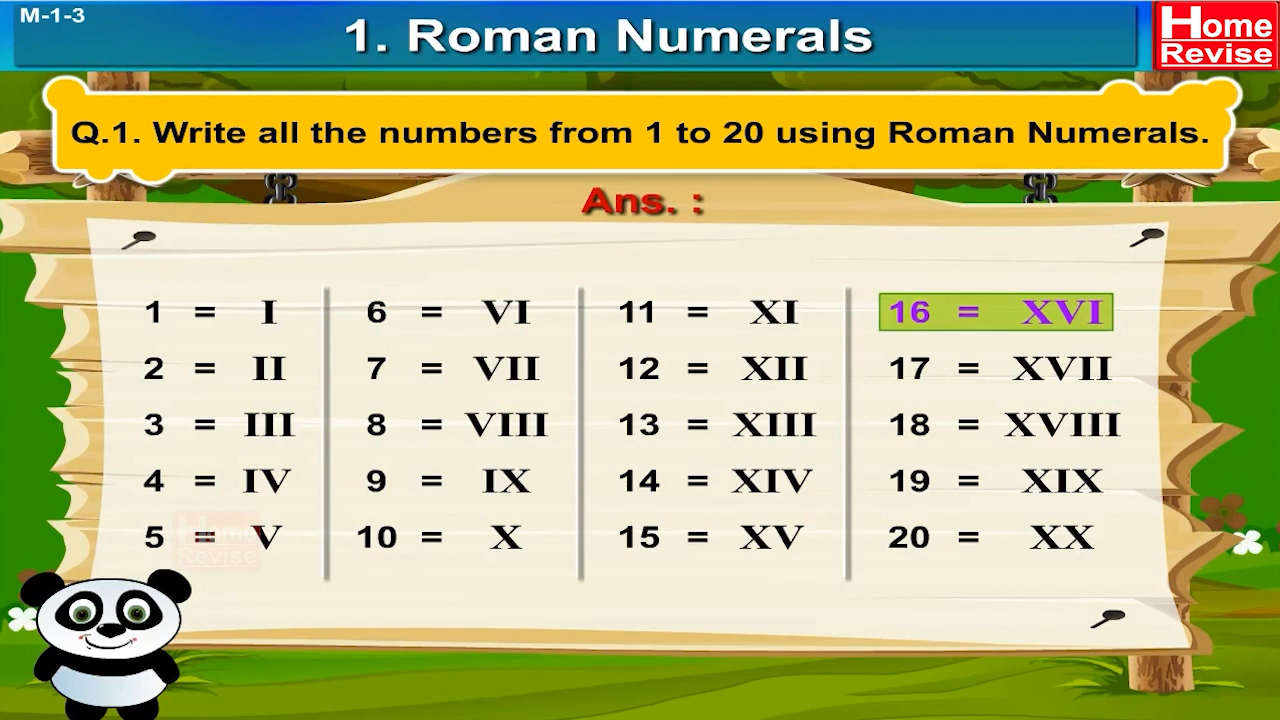 M-1-3
1. Roman Numerals
Home
Revise
Q.1. Write all the numbers from 1 to 20 using Roman Numerals.
Ans. :
1 = I
2 = II
3 = III
4 = IV
5 = V
6 = VI
7 = VII
8 = VIII
9 = IX
10 = X
11 = XI
12 = XII
13 = XIII
14 = XIV
15 = XV
16 = XVI
17 = XVII
18 = XVIII
19 = XIX
20 = XX
Home
Revise